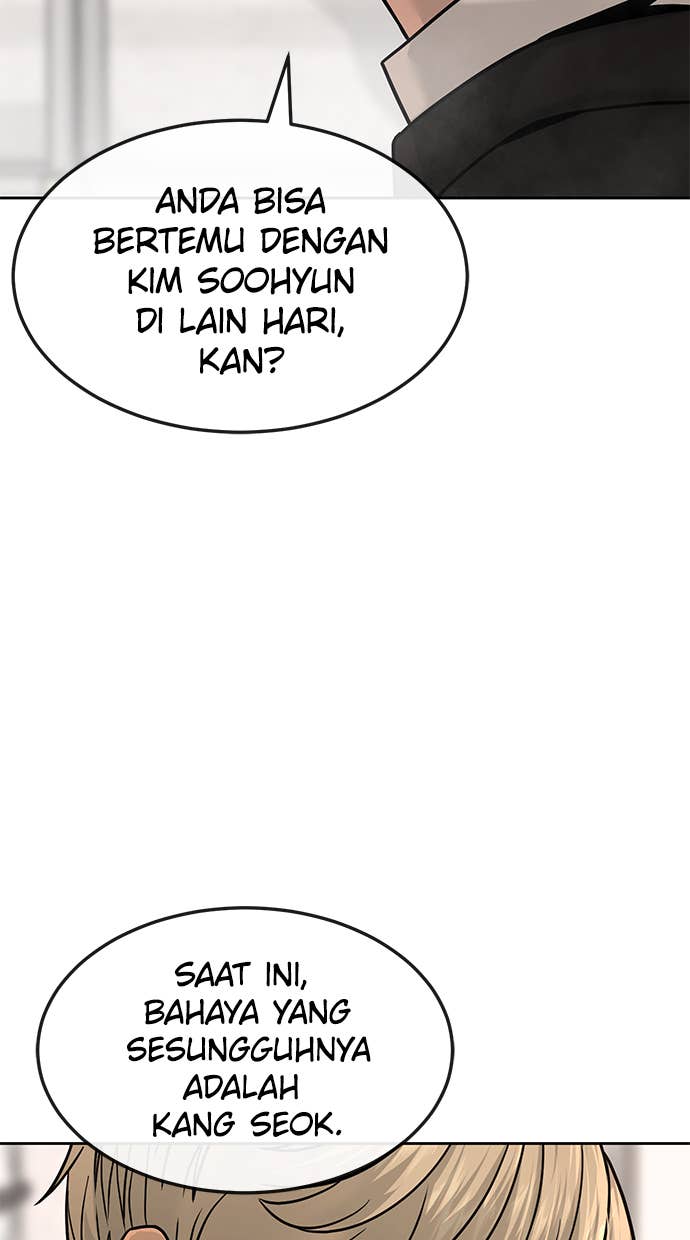 ANDA BISA
BERTEMU DENGAN
KIM SOOHYUN
DI LAIN HARI,
KAN?
SAAT INI,
BAHAYA YANG
SESUNGGUHNYA
ADALAH
KANG SEOK.